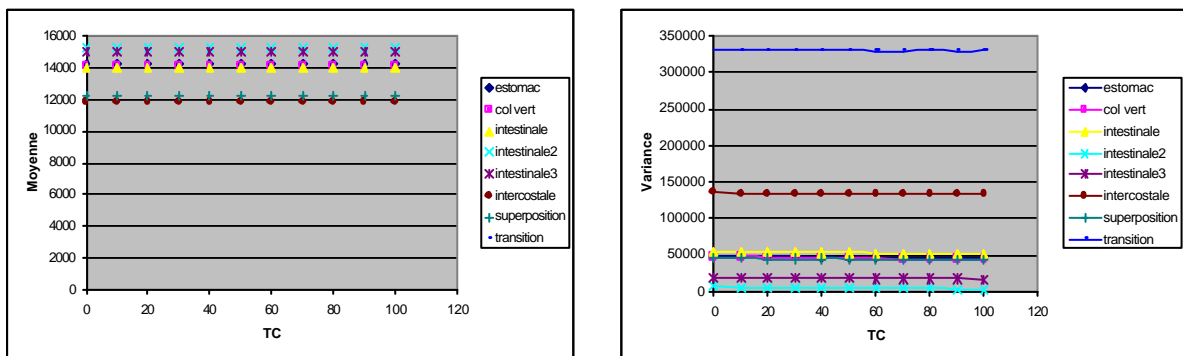 16000
14000
12000
10000
8000
6000
4000
2000
0
Moyenne
0 20 40 60 80 100 120
TC
estomac
col vert
intestinale
intestinale2
intestinale3
intercostale
superposition
transition
350000
300000
250000
200000
150000
100000
50000
0
Variance
0 20 40 60 80 100 120
TC
estomac
col vert
intestinale
intestinale2
intestinale3
intercostale
superposition
transition